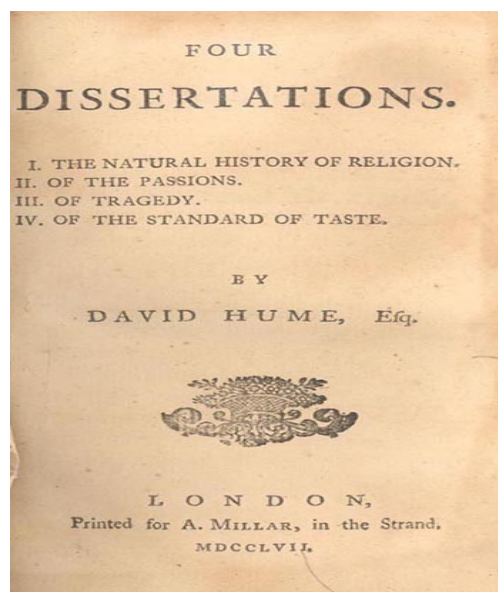 FOUR
DISSERTATIONS.
I. THE NATURAL HISTORY OF RELIGION.
II. OF THE PASSIONS.
III. OF TRAGEDY.
IV. OF THE STANDARD OF TASTE.
BY
DAVID HUME, Eſq.
LONDON,
Printed for A. MILLAR, in the Strand.
MDCCLVII.